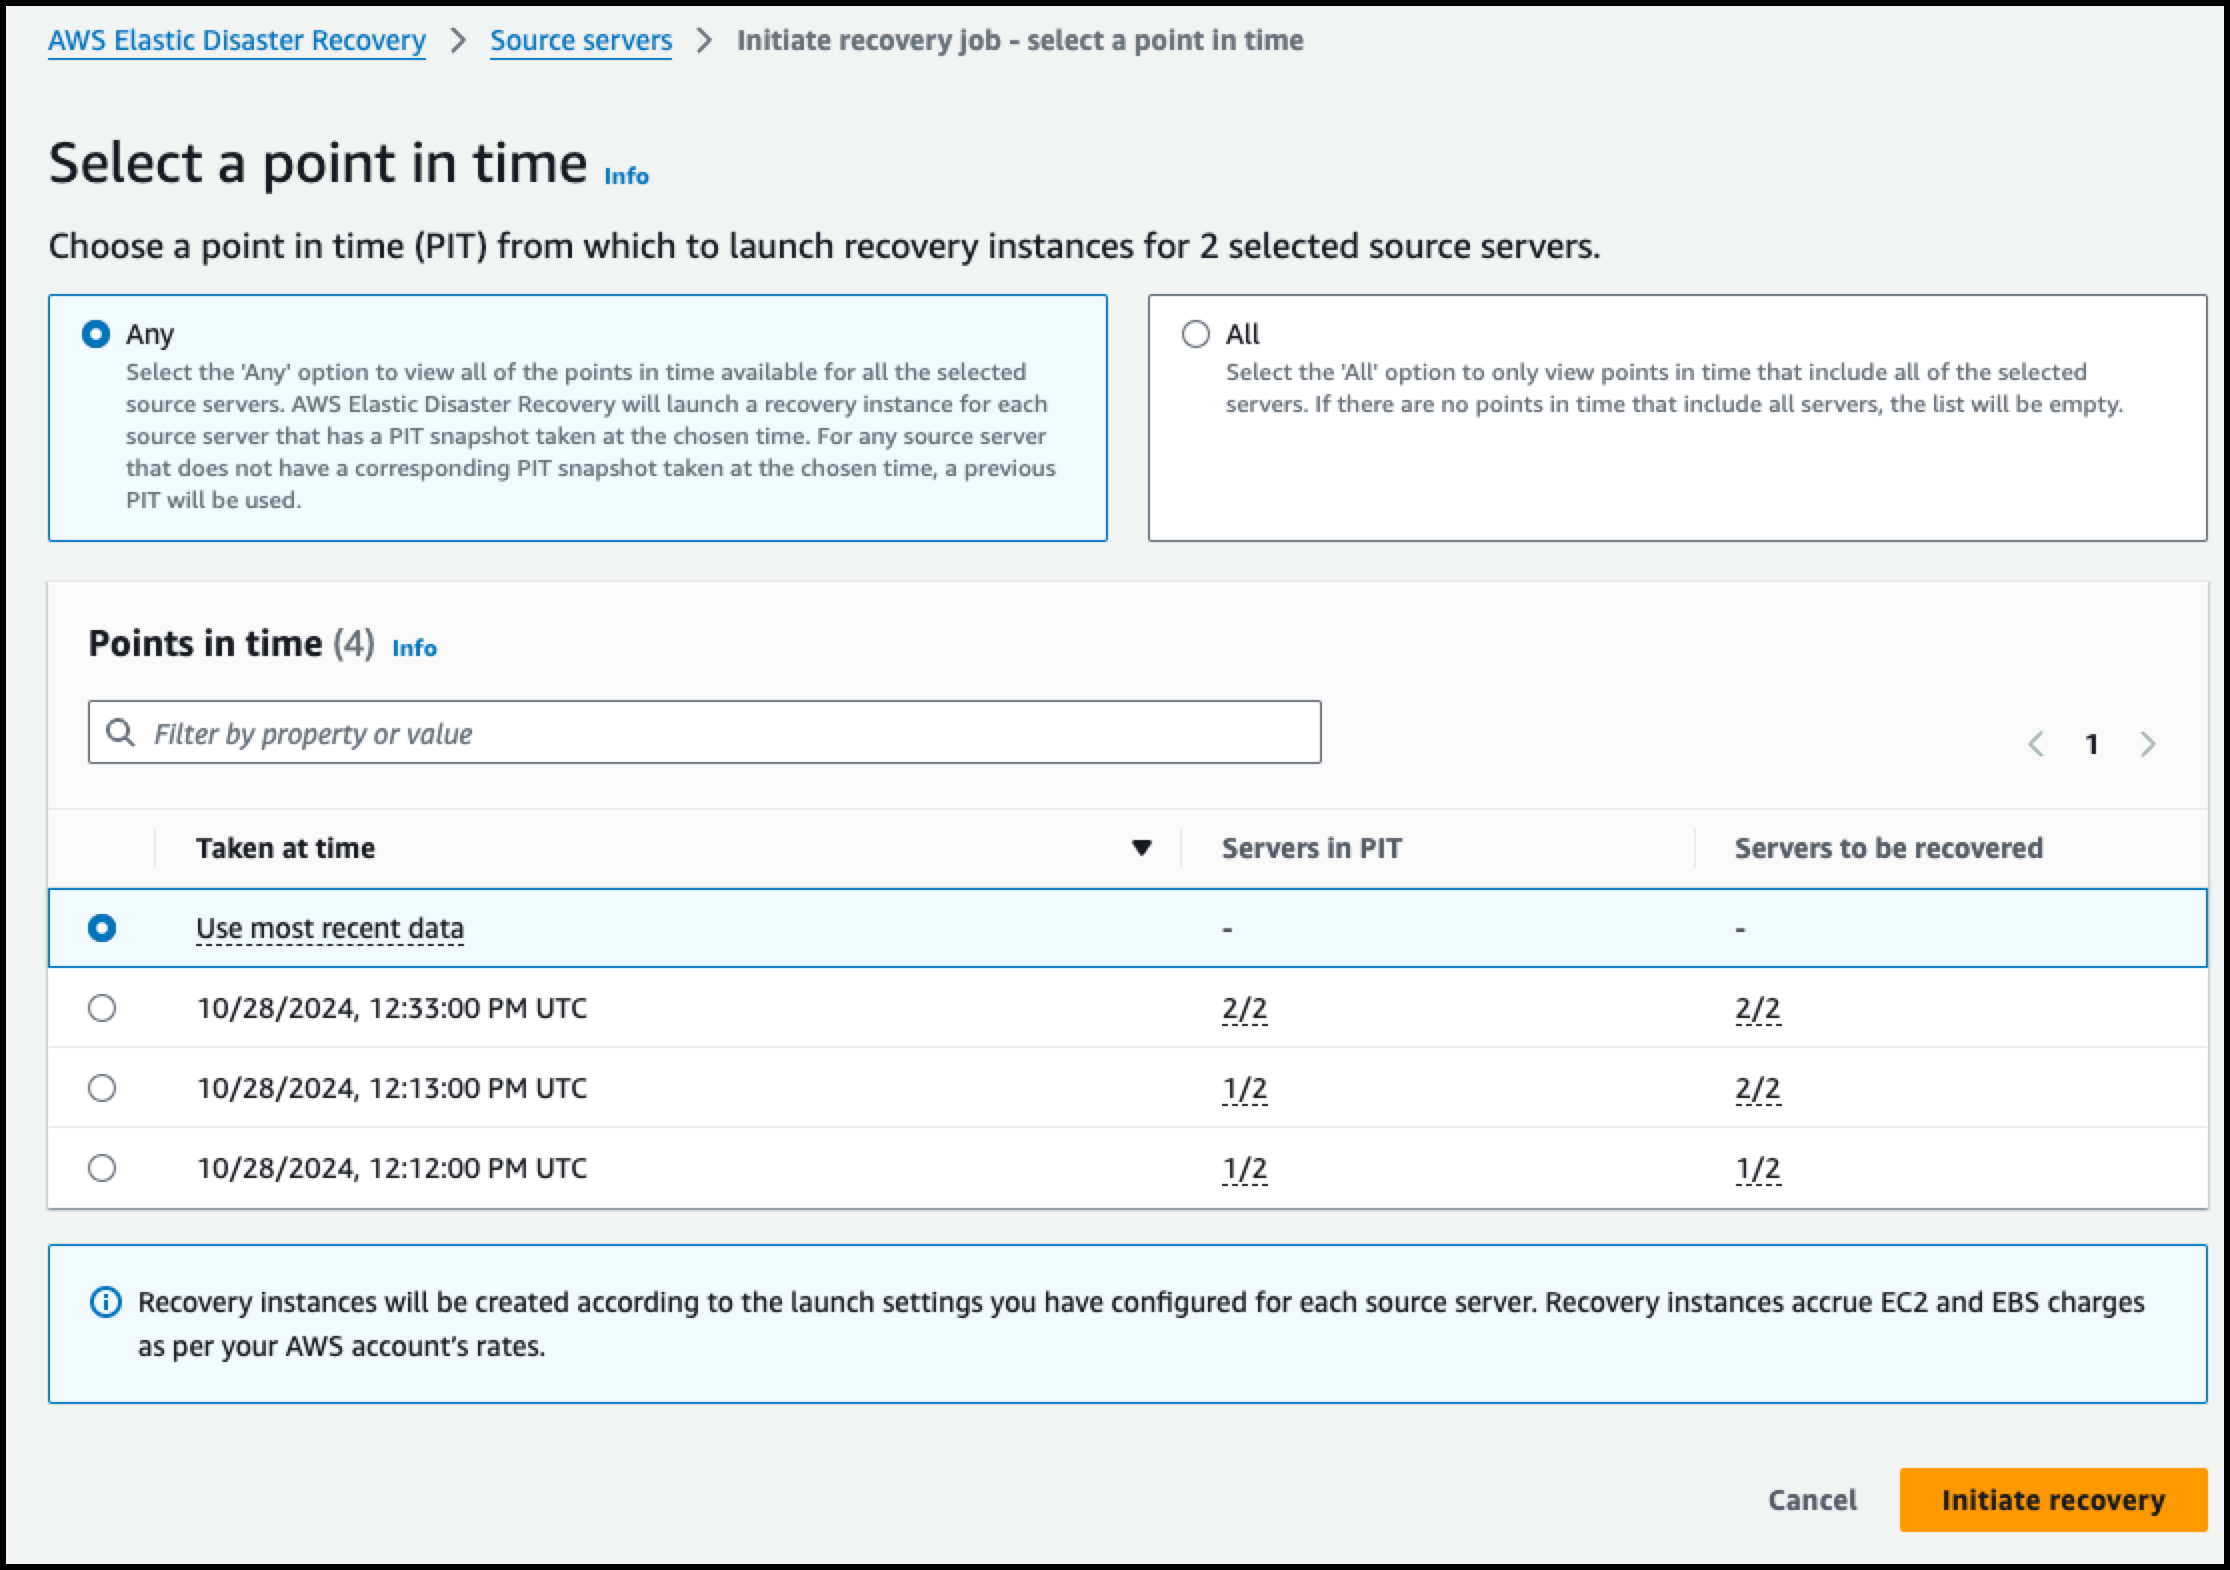 AWS Elastic Disaster Recovery > Source servers > Initiate recovery job - select a point in time
Select a point in time Info
Choose a point in time (PIT) from which to launch recovery instances for 2 selected source servers.
Any
Select the 'Any' option to view all of the points in time available for all the selected
source servers. AWS Elastic Disaster Recovery will launch a recovery instance for each
source server that has a PIT snapshot taken at the chosen time. For any source server
that does not have a corresponding PIT snapshot taken at the chosen time, a previous
PIT will be used.
All
Select the 'All' option to only view points in time that include all of the selected
servers. If there are no points in time that include all servers, the list will be empty.
Points in time (4) Info
Filter by property or value
< 1 >
Taken at time Servers in PIT Servers to be recovered
Use most recent data - -
10/28/2024, 12:33:00 PM UTC 2/2 2/2
10/28/2024, 12:13:00 PM UTC 1/2 2/2
10/28/2024, 12:12:00 PM UTC 1/2 1/2
Recovery instances will be created according to the launch settings you have configured for each source server. Recovery instances accrue EC2 and EBS charges
as per your AWS account’s rates.
Cancel Initiate recovery